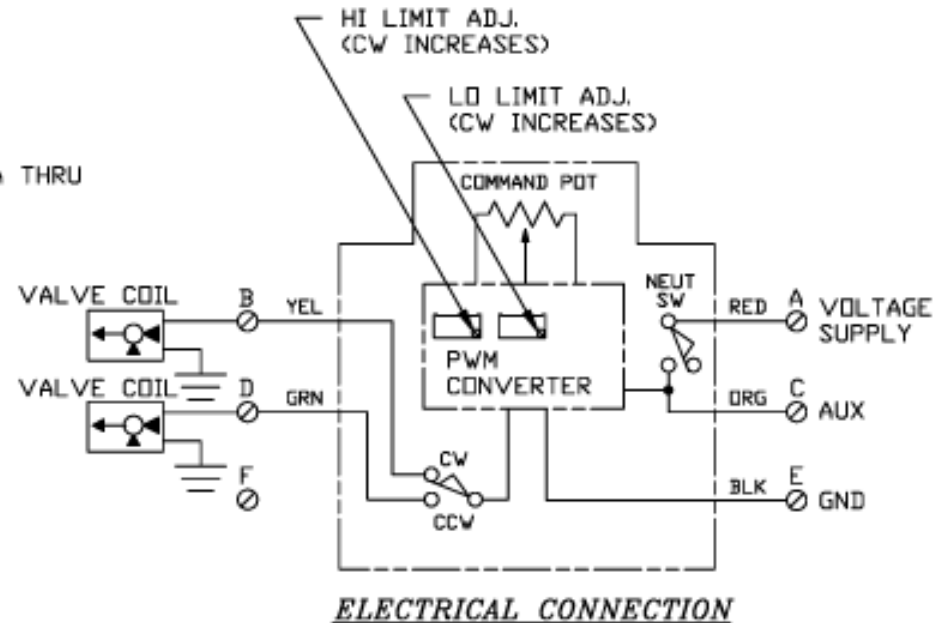 HI LIMIT ADJ.
(CW INCREASES)
LO LIMIT ADJ.
(CW INCREASES)
THRU
COMMAND POT
VALVE COIL
B
YEL
NEUT
SW
RED
A
VOLTAGE
SUPPLY
PWM
CONVERTER
VALVE COIL
D
GRN
ORG
C
AUX
F
CW
CCW
BLK
E
GND
ELECTRICAL CONNECTION